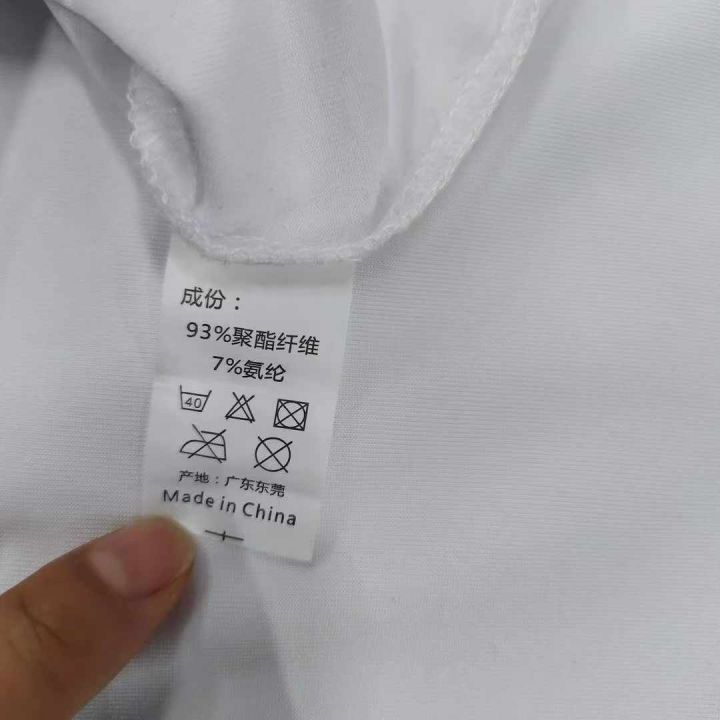 成份：
93%聚酯纤维
7%氨纶
40
产地：广东东莞
Made in China